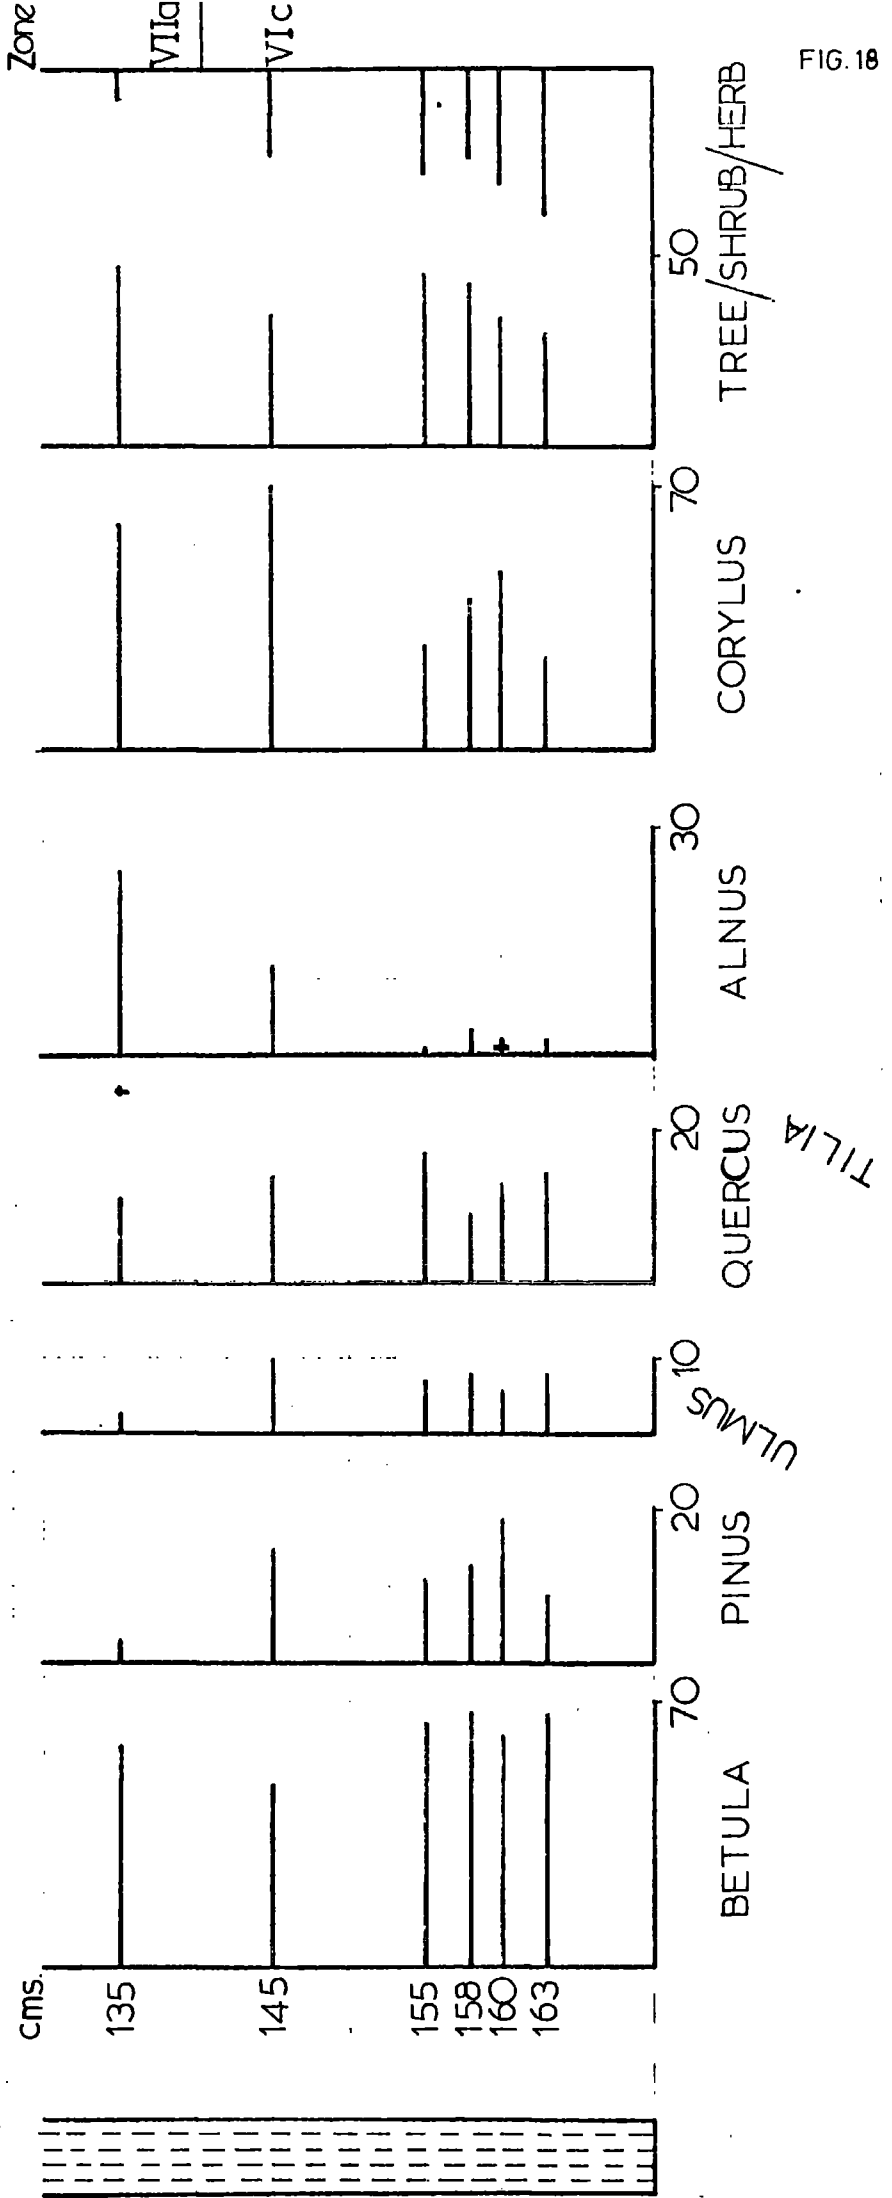 FIG. 18
cms.
Zone
135
145
155
158
160
163
VIIa
VIc
70
20
10
20
30
70
50
BETULA
PINUS
ULMUS
QUERCUS
TILIA
ALNUS
CORYLUS
TREE/SHRUB/HERB